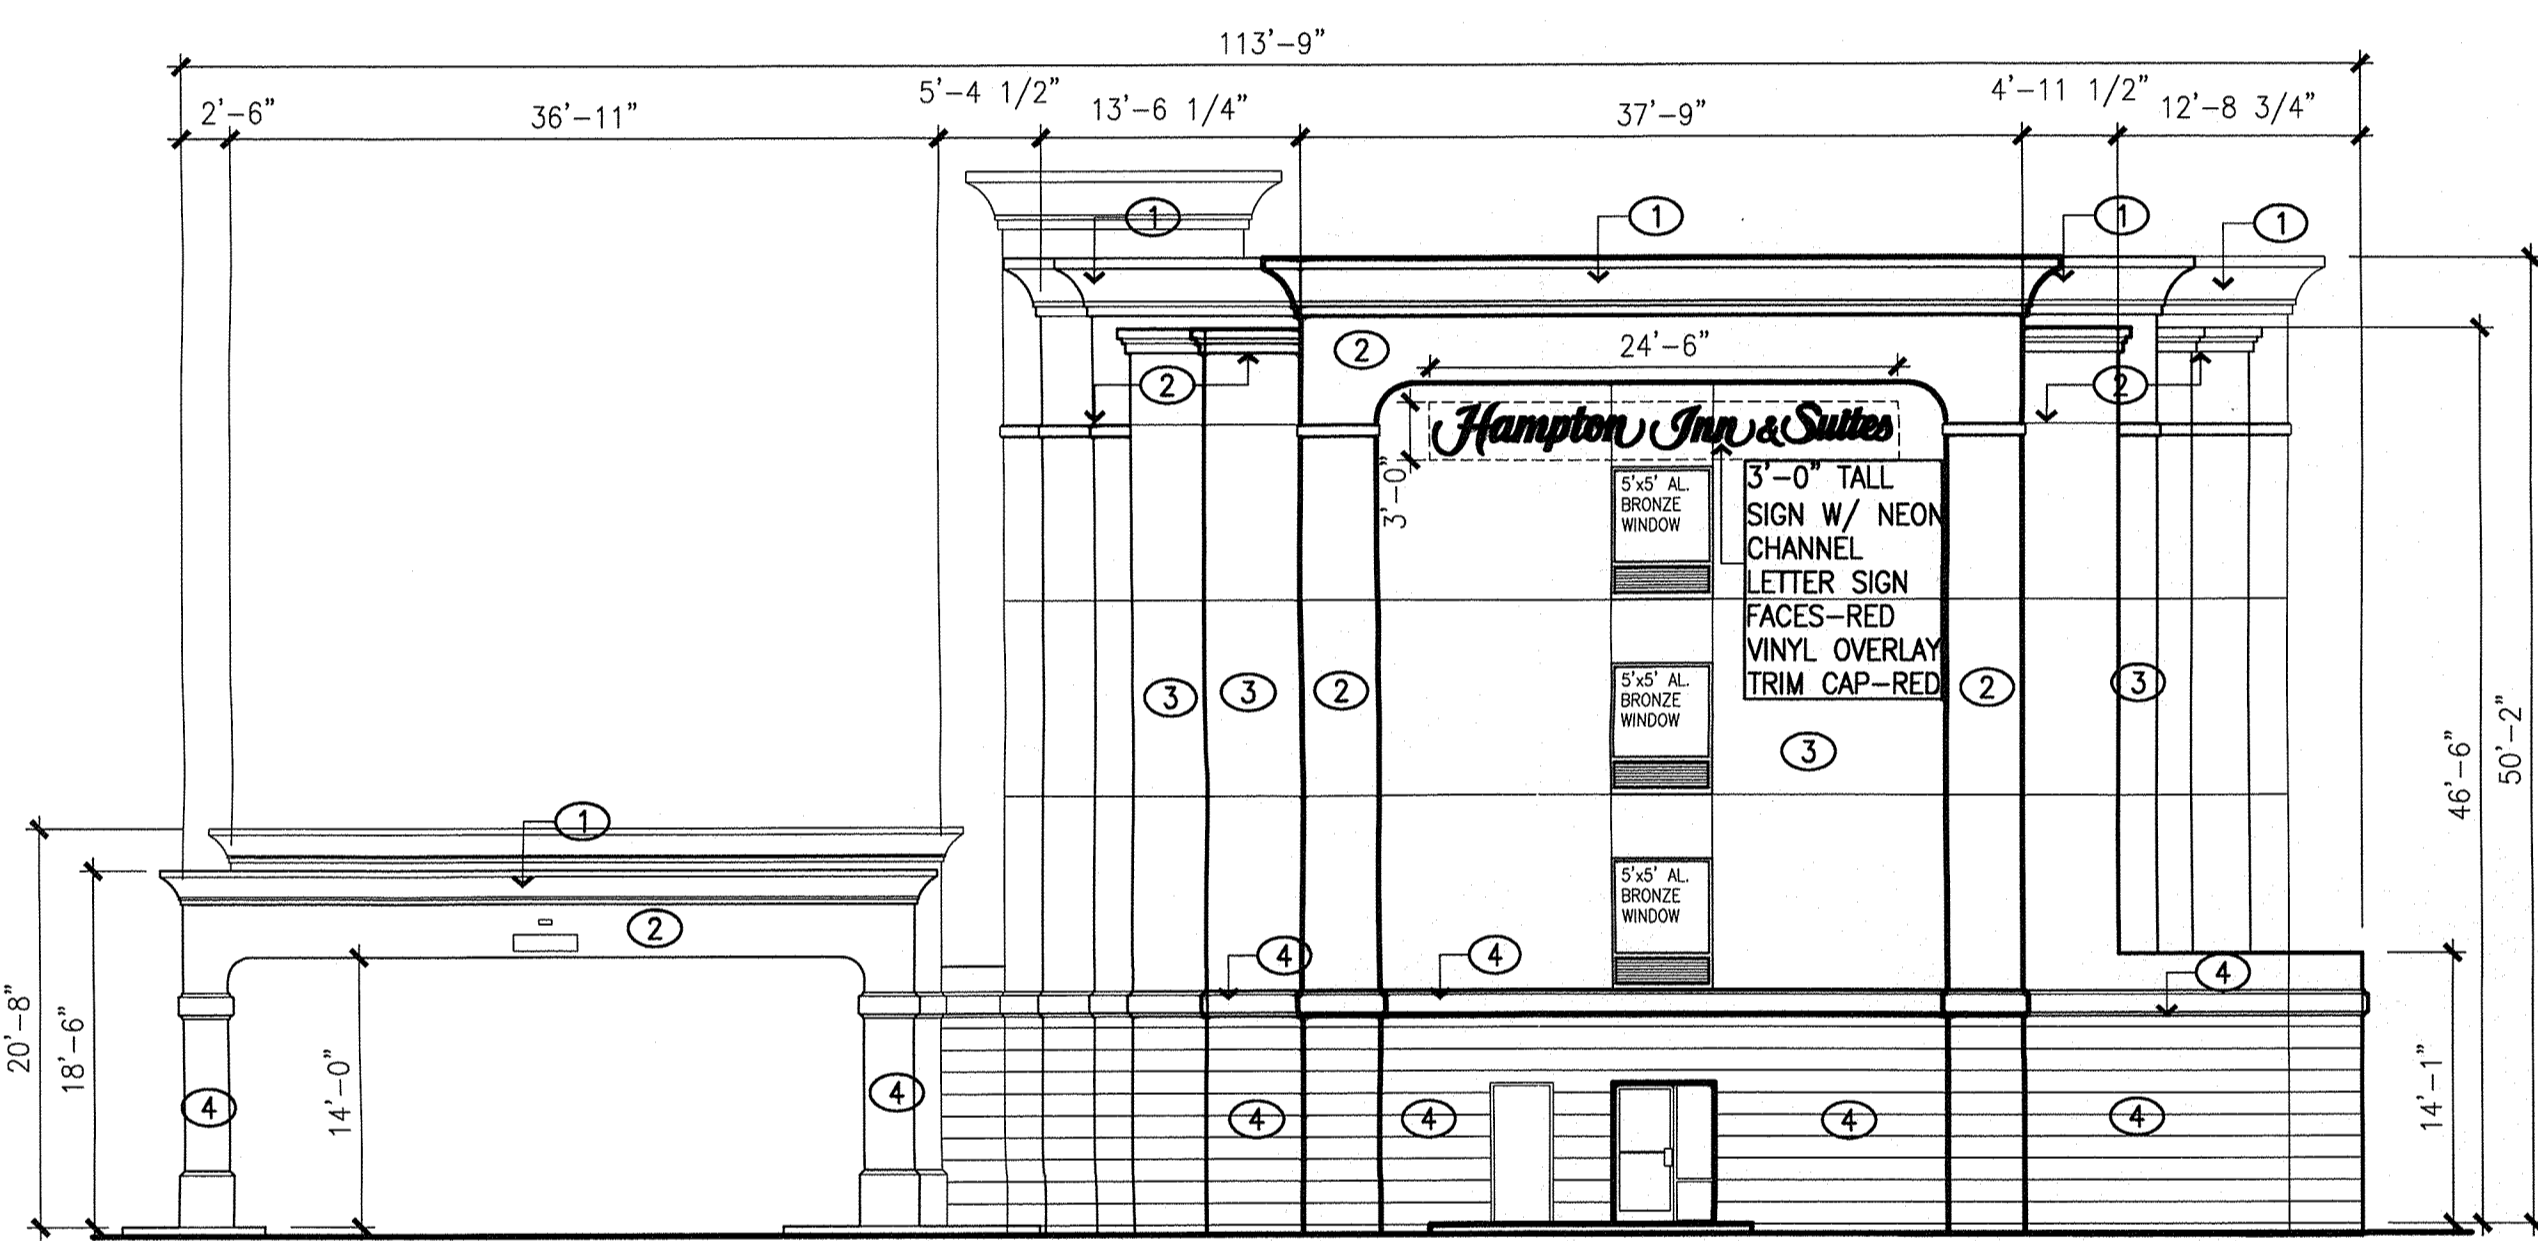 113'-9"
2'-6"
36'-11"
5'-4 1/2"
13'-6 1/4"
37'-9"
4'-11 1/2"
12'-8 3/4"
1
1
1
1
2
24'-6"
2
2
Hampton Inn & Suites
3'-0"
3'-0" TALL
SIGN W/ NEON
CHANNEL
LETTER SIGN
FACES-RED
VINYL OVERLAY
TRIM CAP-RED
5'x5' AL.
BRONZE
WINDOW
5'x5' AL.
BRONZE
WINDOW
5'x5' AL.
BRONZE
WINDOW
3
3
2
2
3
3
46'-6"
50'-2"
1
2
4
4
4
20'-8"
18'-6"
14'-0"
14'-1"
4
4
4
4
4
4